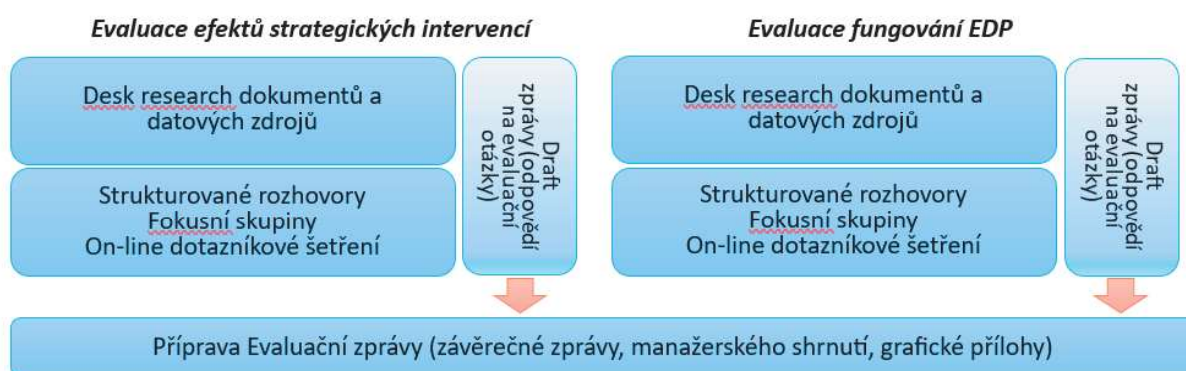 Evaluace efektů strategických intervencí
Desk research dokumentů a
datových zdrojů
Strukturované rozhovory
Fokusní skupiny
On-line dotazníkové šetření
Draft
zprávy (odpovědí
na evaluační
otázky)
Evaluace fungování EDP
Desk research dokumentů a
datových zdrojů
Strukturované rozhovory
Fokusní skupiny
On-line dotazníkové šetření
Draft
zprávy (odpovědí
na evaluační
otázky)
Příprava Evaluační zprávy (závěrečné zprávy, manažerského shrnutí, grafické přílohy)